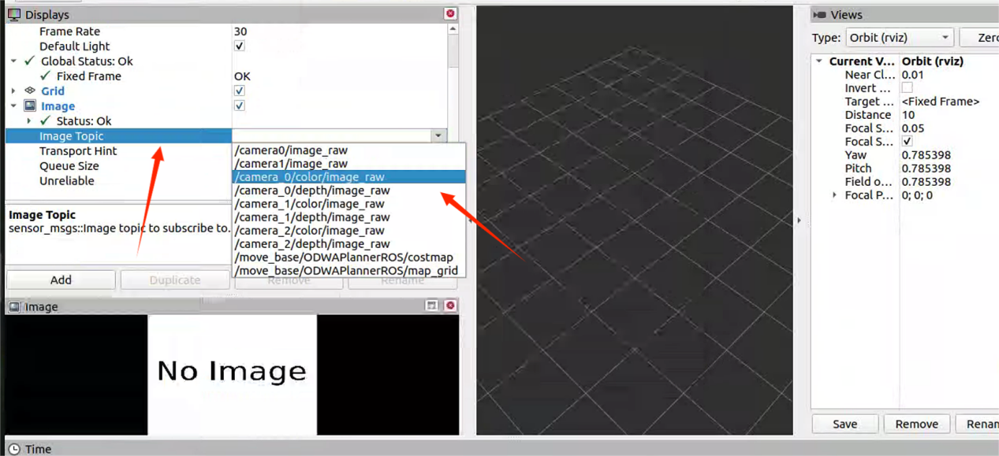 Displays
Frame Rate 30
Default Light
Global Status: Ok
Fixed Frame OK
Grid
Image
Status: Ok
Image Topic
Transport Hint
Queue Size
Unreliable
/camera0/image_raw
/camera1/image_raw
/camera_0/color/image_raw
/camera_0/depth/image_raw
/camera_1/color/image_raw
/camera_1/depth/image_raw
/camera_2/color/image_raw
/camera_2/depth/image_raw
/move_base/ODWAPlannerROS/costmap
/move_base/ODWAPlannerROS/map_grid
Image Topic
sensor_msgs::Image topic to subscribe to.
Add Duplicate Remove Rename
Image
No Image
Time
Views
Type: Orbit (rviz) Zero
Current V... Orbit (rviz)
Near Cl... 0.01
Invert ...
Target ... <Fixed Frame>
Distance 10
Focal S... 0.05
Focal S...
Yaw 0.785398
Pitch 0.785398
Field o... 0.785398
Focal P... 0; 0; 0
Save Remove Renam